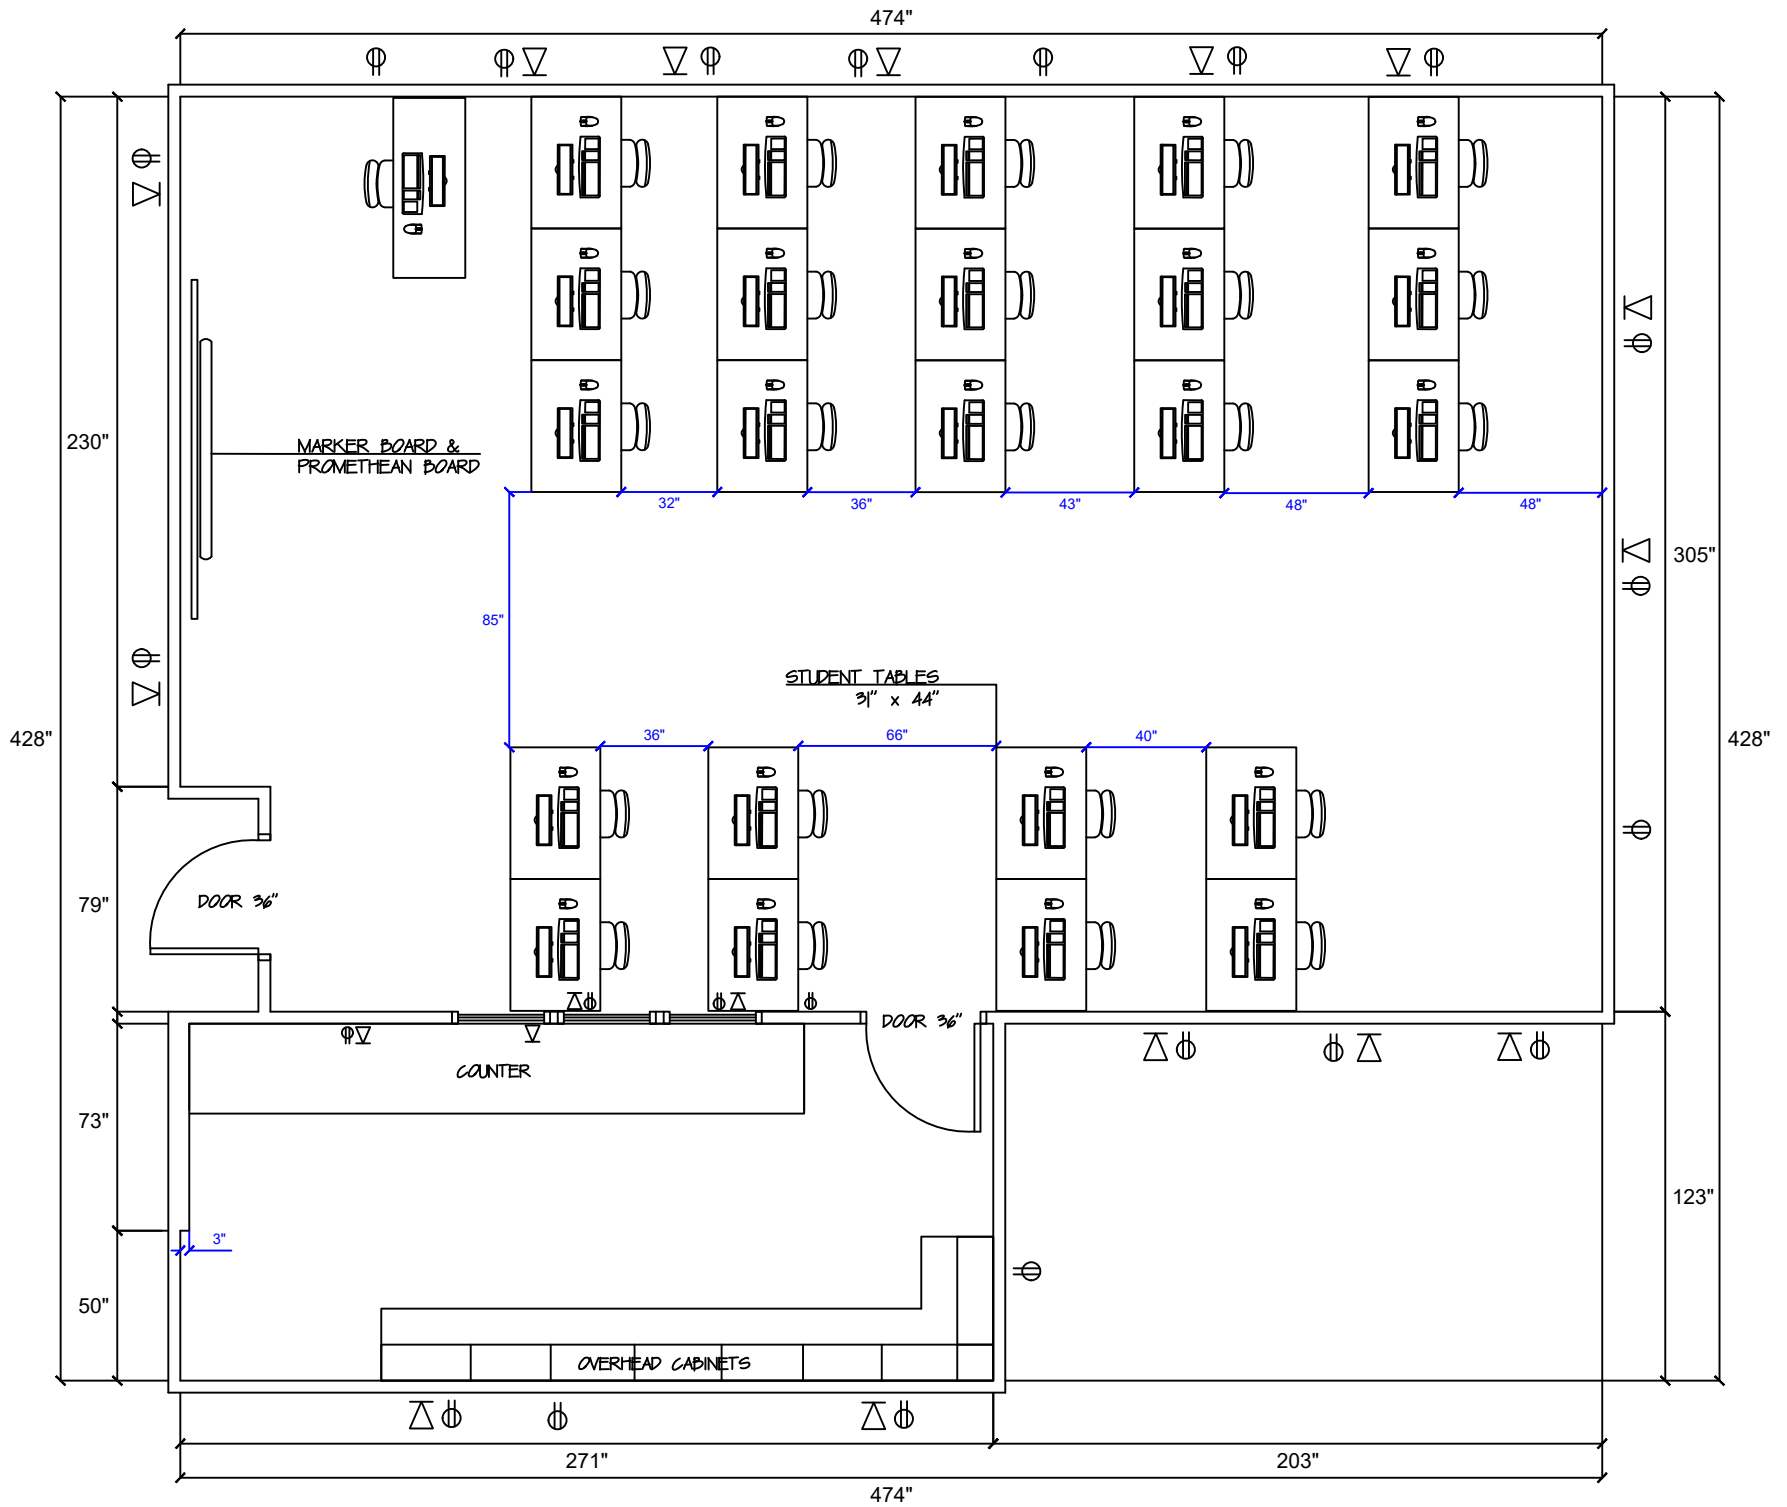 474"
230"
MARKER BOARD &
PROMETHEAN BOARD
32"
36"
43"
48"
48"
305"
85"
STUDENT TABLES
31" x 44"
428"
36"
66"
40"
428"
79"
DOOR 36"
DOOR 36"
COUNTER
73"
123"
3"
50"
OVERHEAD CABINETS
271"
203"
474"